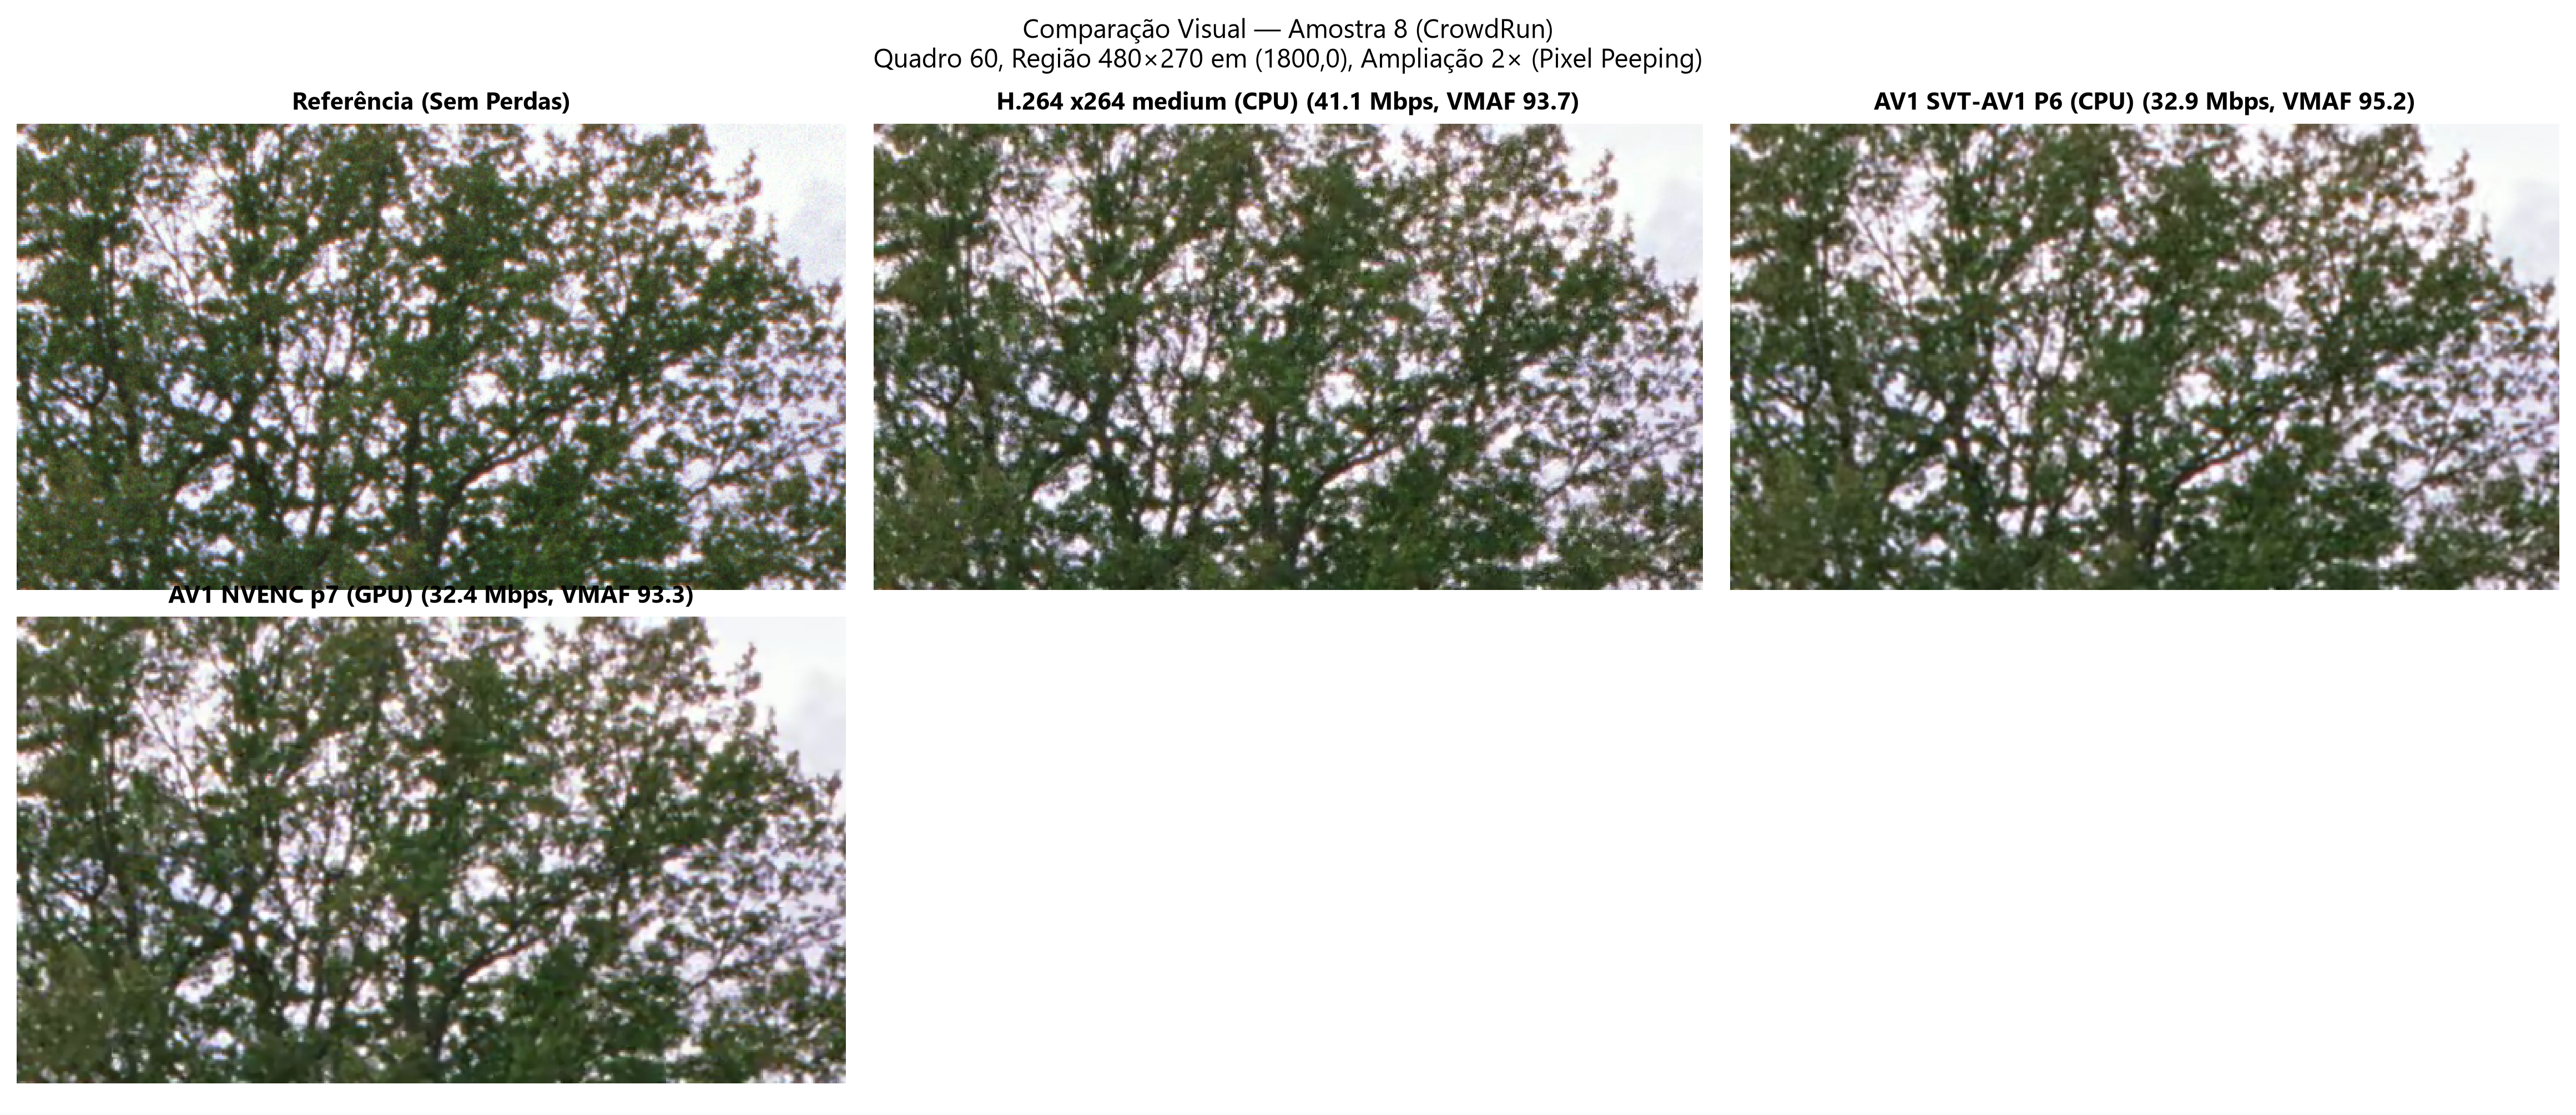 Comparação Visual — Amostra 8 (CrowdRun)
Quadro 60, Região 480×270 em (1800,0), Ampliação 2× (Pixel Peeping)
Referência (Sem Perdas)
H.264 x264 medium (CPU) (41.1 Mbps, VMAF 93.7)
AV1 SVT-AV1 P6 (CPU) (32.9 Mbps, VMAF 95.2)
AV1 NVENC p7 (GPU) (32.4 Mbps, VMAF 93.3)